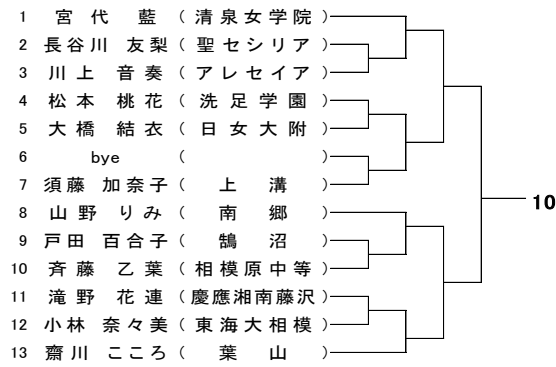 1 宮代 藍 ( 清泉女学院 )
2 長谷川 友梨 ( 聖セシリア )
3 川上 音奏 ( アレセイア )
4 松本 桃花 ( 洗足学園 )
5 大橋 結衣 ( 日女大附 )
6 bye ( )
7 須藤 加奈子 ( 上溝 )
8 山野 りみ ( 南郷 )
9 戸田 百合子 ( 鵠沼 )
10 斉藤 乙葉 ( 相模原中等 )
11 滝野 花連 ( 慶應湘南藤沢 )
12 小林 奈々美 ( 東海大相模 )
13 齋川 こころ ( 葉山 )
10